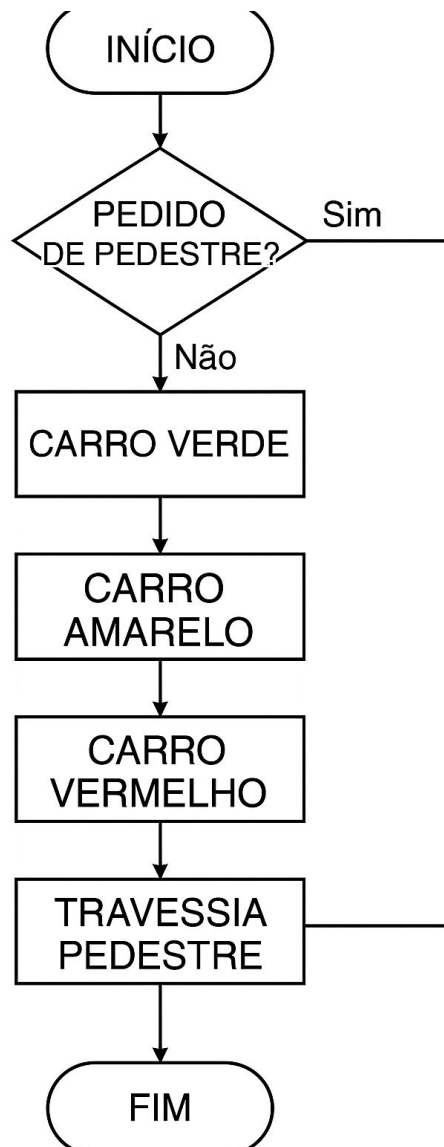 INÍCIO
PEDIDO
DE PEDESTRE?
Sim
Não
CARRO VERDE
CARRO
AMARELO
CARRO
VERMELHO
TRAVESSIA
PEDESTRE
FIM